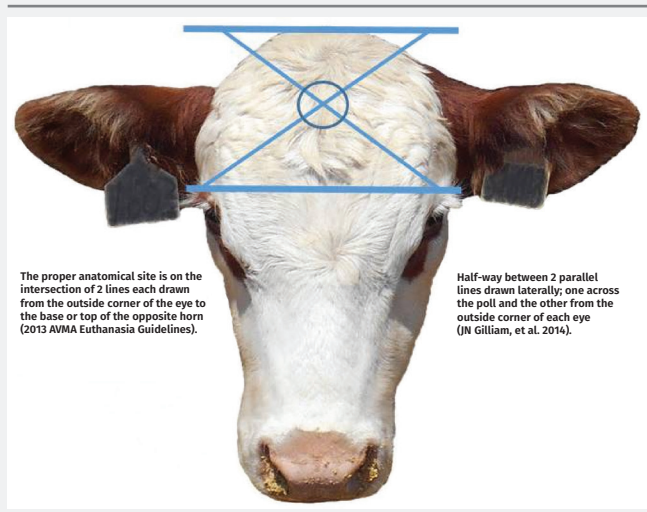 The proper anatomical site is on the
intersection of 2 lines each drawn
from the outside corner of the eye to
the base or top of the opposite horn
(2013 AVMA Euthanasia Guidelines).
Half-way between 2 parallel
lines drawn laterally; one across
the poll and the other from the
outside corner of each eye
(JN Gilliam, et al. 2014).